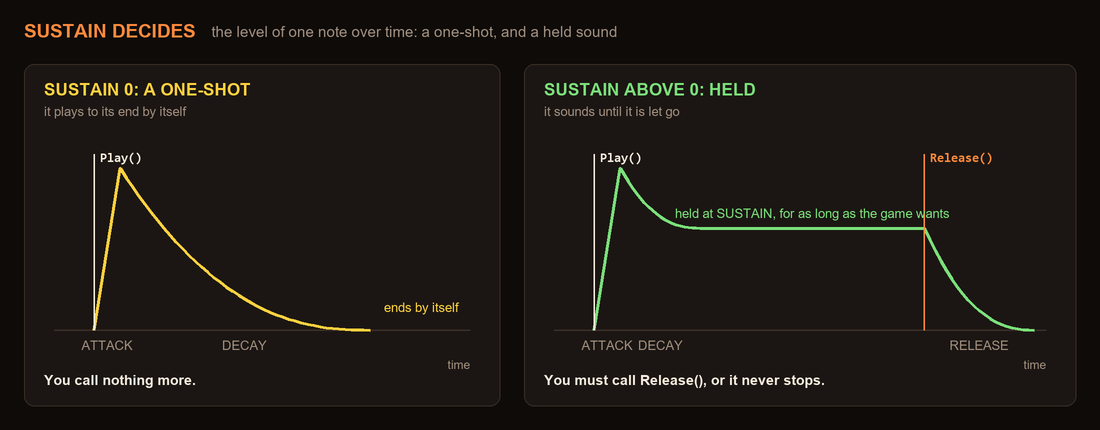 SUSTAIN DECIDES the level of one note over time: a one-shot, and a held sound
SUSTAIN 0: A ONE-SHOT
it plays to its end by itself
Play()
ends by itself
ATTACK DECAY
time
You call nothing more.
SUSTAIN ABOVE 0: HELD
it sounds until it is let go
Play() Release()
held at SUSTAIN, for as long as the game wants
ATTACK DECAY RELEASE
time
You must call Release(), or it never stops.